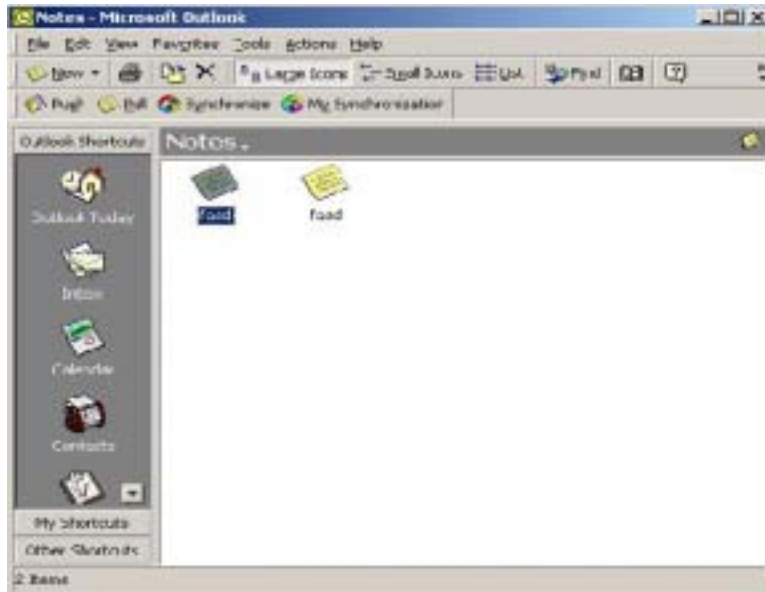 Notes - Microsoft Outlook
File Edit View Favorites Tools Actions Help
New Large Icons Small Icons List Find
Push Pull Synchronize My Synchronization
Outlook Shortcuts Notes
food food
Outlook Today
Inbox
Calendar
Contacts
My Shortcuts
Other Shortcuts
2 Items